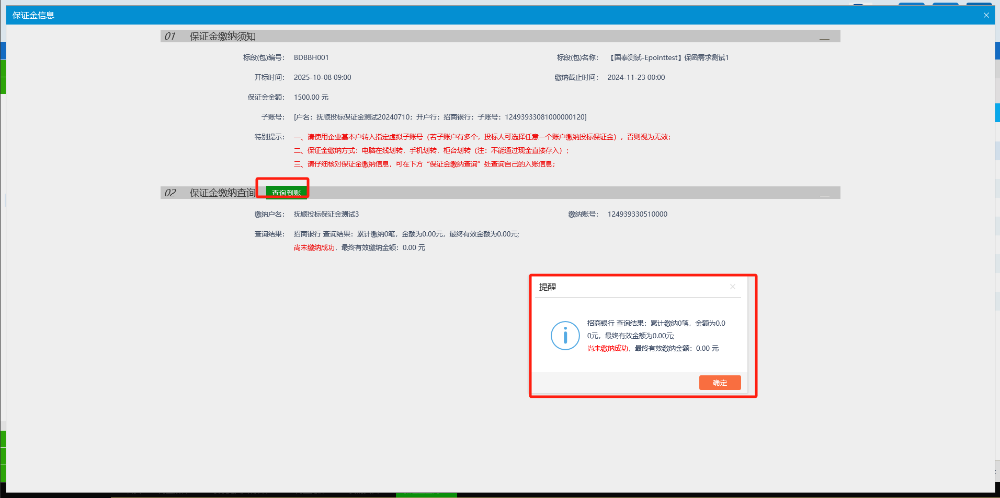 保证金信息
01 保证金缴纳须知
标段(包)编号： BDBBH001 标段(包)名称： 【国泰测试-Epointtest】保函需求测试1
开标时间： 2025-10-08 09:00 缴纳截止时间： 2024-11-23 00:00
保证金金额： 1500.00 元
子账号： [户名：抚顺投标保证金测试20240710；开户行：招商银行；子账号：12493933081000000120]
特别提示： 一、请使用企业基本户转入指定虚拟子账号（若子账户有多个，投标人可选择任意一个账户缴纳投标保证金），否则视为无效；
二、保证金缴纳方式：电脑在线划转，手机划转，柜台划转（注：不能通过现金直接存入）；
三、请仔细核对保证金缴纳信息，可在下方“保证金缴纳查询”处查询自己的入账信息；
02 保证金缴纳查询 查询到账
缴纳户名： 抚顺投标保证金测试3 缴纳账号： 124939330510000
查询结果： 招商银行 查询结果：累计缴纳0笔，金额为0.00元，最终有效金额为0.00元;
尚未缴纳成功，最终有效缴纳金额：0.00 元
提醒
招商银行 查询结果：累计缴纳0笔，金额为0.0
0元，最终有效金额为0.00元;
尚未缴纳成功，最终有效缴纳金额：0.00 元
确定